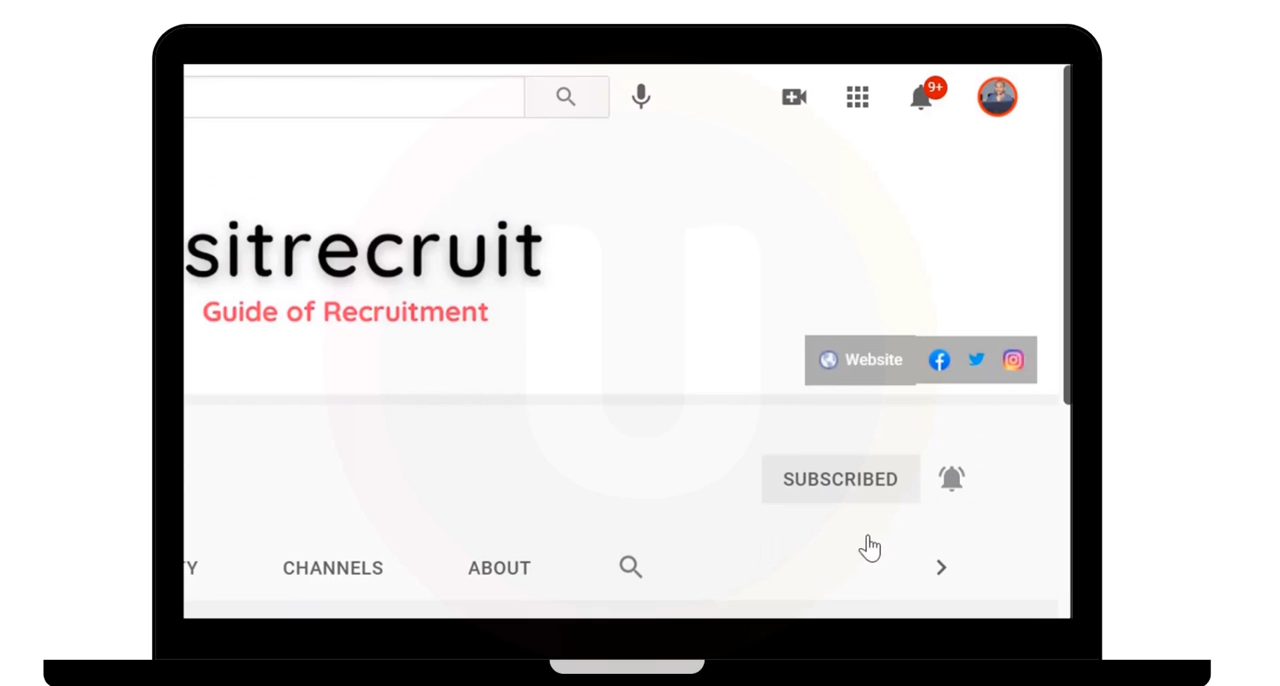 9+
sitrecruit
Guide of Recruitment
Website
SUBSCRIBED
Y
CHANNELS
ABOUT
U